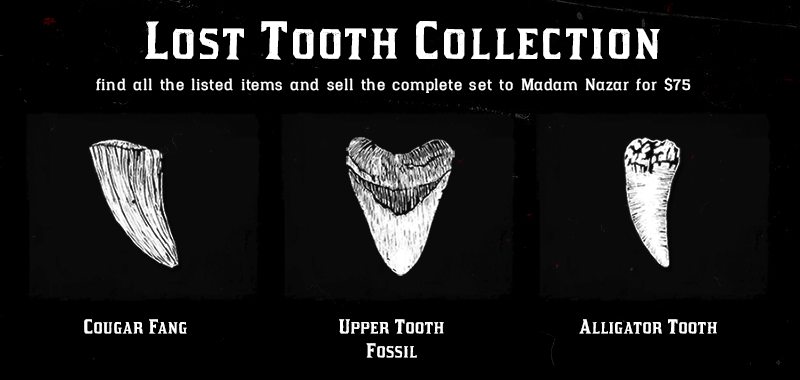 Lost Tooth Collection
find all the listed items and sell the complete set to Madam Nazar for $75
Cougar Fang
Upper Tooth
Fossil
Alligator Tooth